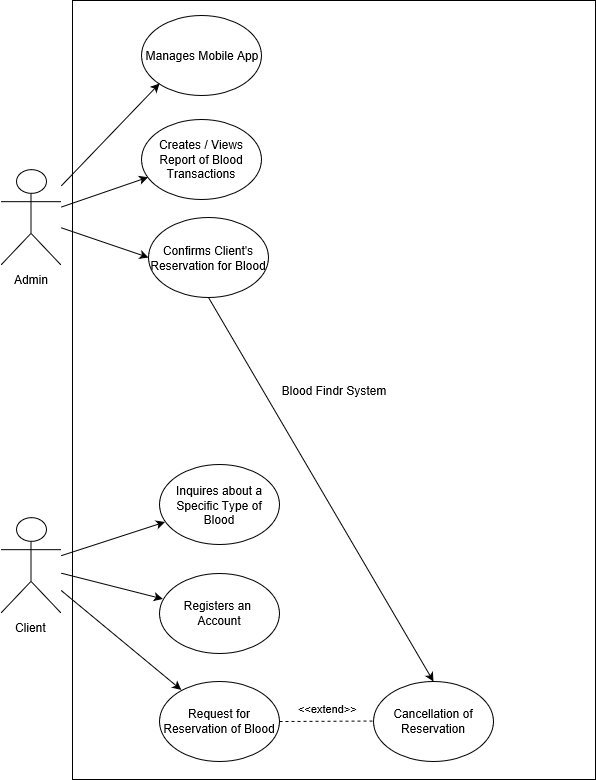 Manages Mobile App
Creates / Views
Report of Blood
Transactions
Confirms Client's
Reservation for Blood
Admin
Blood Findr System
Inquires about a
Specific Type of
Blood
Registers an
Account
Client
Request for
Reservation of Blood
<<extend>>
Cancellation of
Reservation